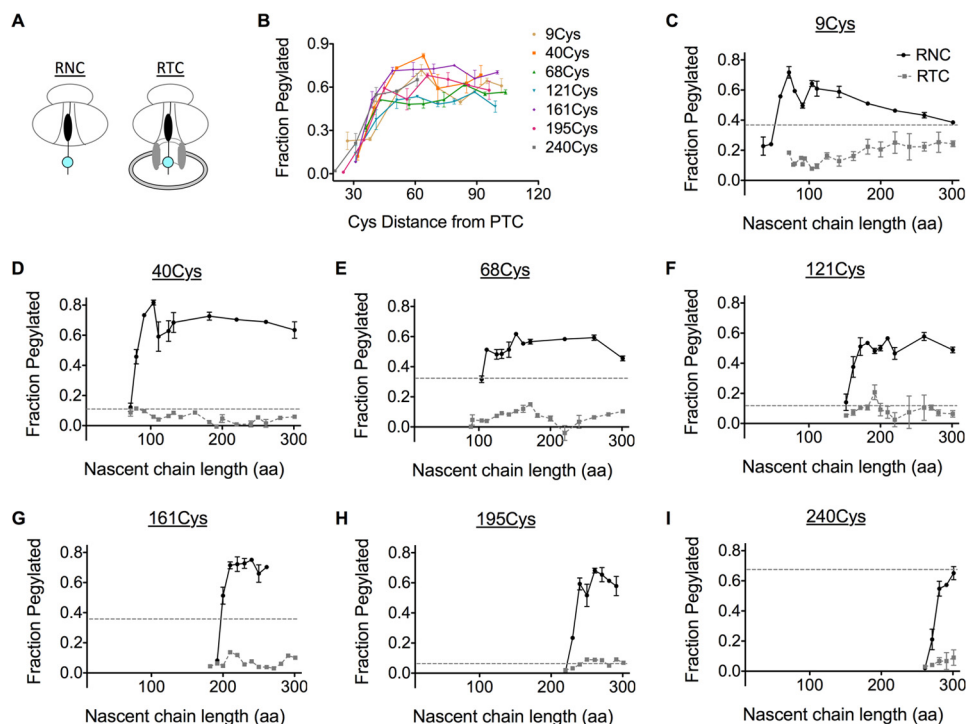 A
RNC
RTC
B
Fraction Pegylated
0.9
0.6
0.3
0.0
30
60
90
120
Cys Distance from PTC
9Cys
40Cys
68Cys
121Cys
161Cys
195Cys
240Cys
C
9Cys
Fraction Pegylated
0.8
0.6
0.4
0.2
0.0
100
200
300
Nascent chain length (aa)
RNC
RTC
D
40Cys
Fraction Pegylated
0.8
0.6
0.4
0.2
0.0
100
200
300
Nascent chain length (aa)
E
68Cys
Fraction Pegylated
0.8
0.6
0.4
0.2
0.0
100
200
300
Nascent chain length (aa)
F
121Cys
Fraction Pegylated
0.8
0.6
0.4
0.2
0.0
100
200
300
Nascent chain length (aa)
G
161Cys
Fraction Pegylated
0.8
0.6
0.4
0.2
0.0
100
200
300
Nascent chain length (aa)
H
195Cys
Fraction Pegylated
0.8
0.6
0.4
0.2
0.0
100
200
300
Nascent chain length (aa)
I
240Cys
Fraction Pegylated
0.8
0.6
0.4
0.2
0.0
100
200
300
Nascent chain length (aa)